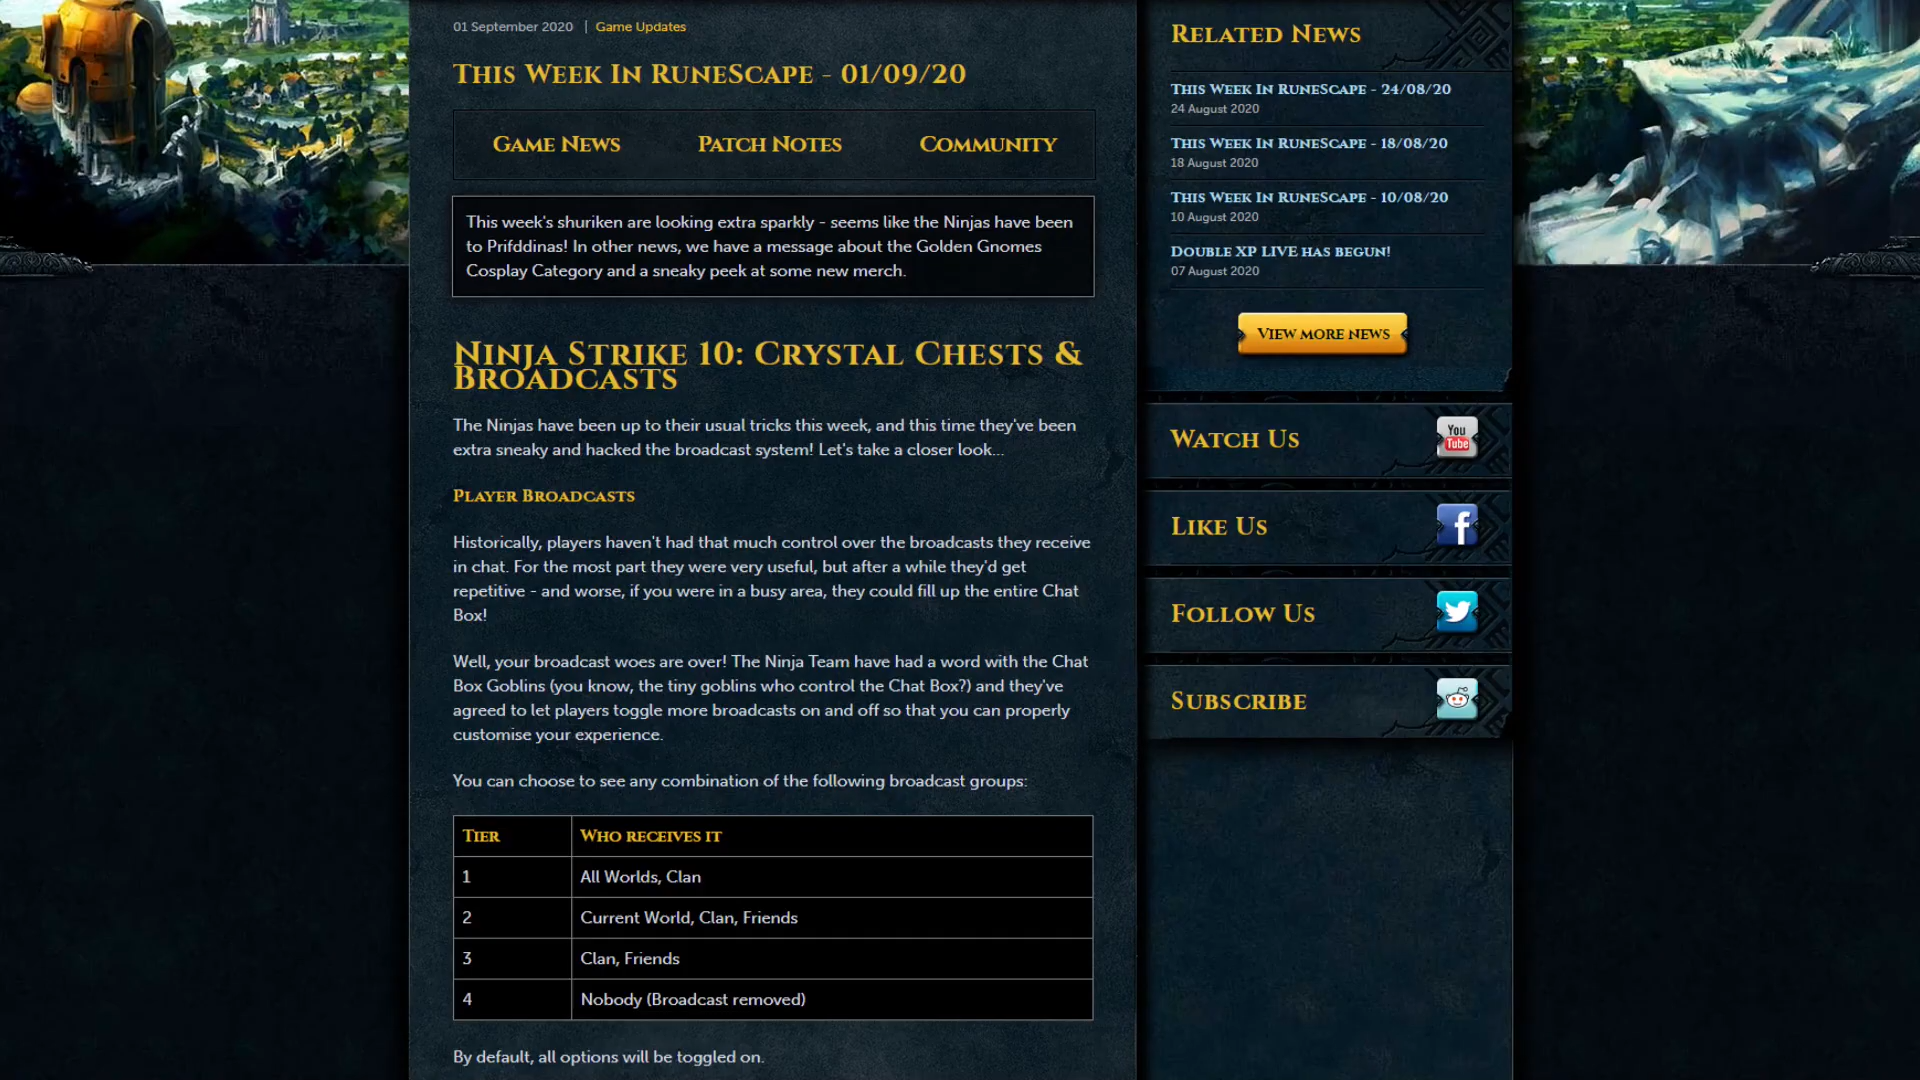 01 September 2020 | Game Updates
This Week In RuneScape - 01/09/20
Game News Patch Notes Community
This week's shuriken are looking extra sparkly - seems like the Ninjas have been
to Prifddinas! In other news, we have a message about the Golden Gnomes
Cosplay Category and a sneaky peek at some new merch.
Ninja Strike 10: Crystal Chests &
Broadcasts
The Ninjas have been up to their usual tricks this week, and this time they've been
extra sneaky and hacked the broadcast system! Let's take a closer look...
Player Broadcasts
Historically, players haven't had that much control over the broadcasts they receive
in chat. For the most part they were very useful, but after a while they'd get
repetitive - and worse, if you were in a busy area, they could fill up the entire Chat
Box!
Well, your broadcast woes are over! The Ninja Team have had a word with the Chat
Box Goblins (you know, the tiny goblins who control the Chat Box?) and they've
agreed to let players toggle more broadcasts on and off so that you can properly
customise your experience.
You can choose to see any combination of the following broadcast groups:
Tier Who receives it
1 All Worlds, Clan
2 Current World, Clan, Friends
3 Clan, Friends
4 Nobody (Broadcast removed)
By default, all options will be toggled on.
Related News
This Week In RuneScape - 24/08/20
24 August 2020
This Week In RuneScape - 18/08/20
18 August 2020
This Week In RuneScape - 10/08/20
10 August 2020
Double XP LIVE has begun!
07 August 2020
View more news
Watch Us
You
Tube
Like Us
f
Follow Us
Subscribe